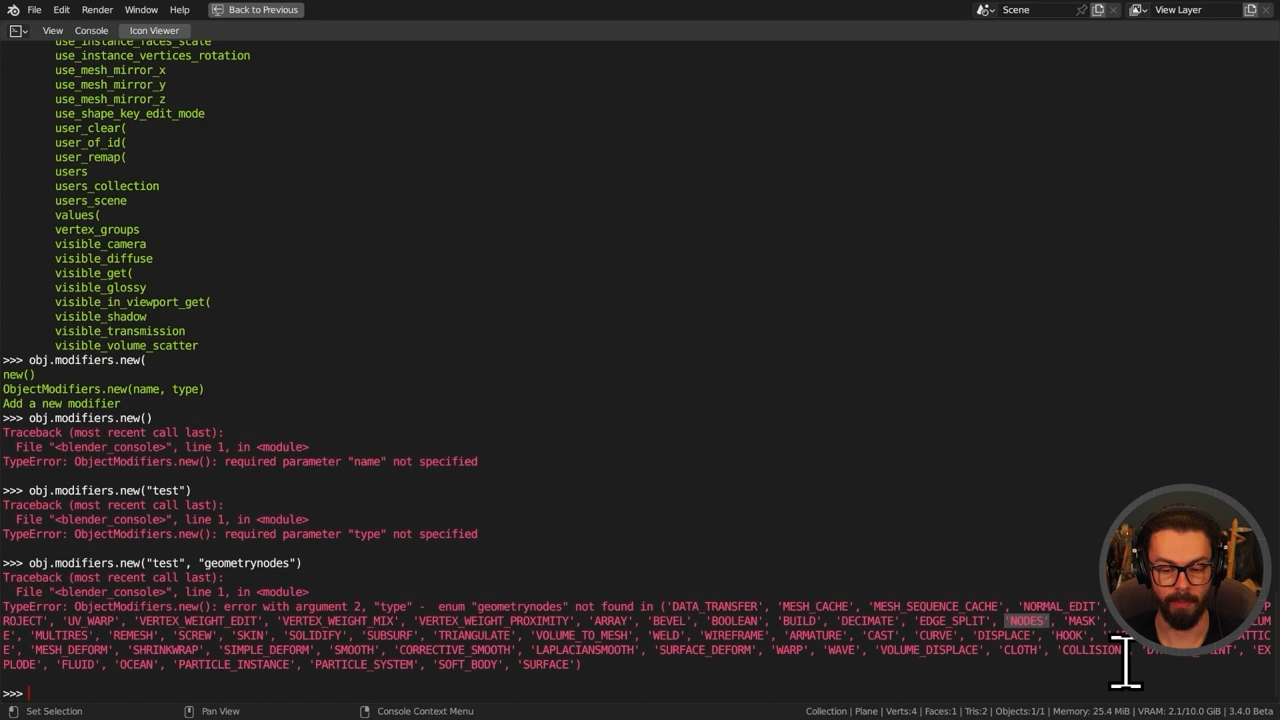 File Edit Render Window Help Back to Previous Scene View Layer
View Console Icon Viewer
use_instance_faces_scale
use_instance_vertices_rotation
use_mesh_mirror_x
use_mesh_mirror_y
use_mesh_mirror_z
use_shape_key_edit_mode
user_clear(
user_of_id(
user_remap(
users
users_collection
users_scene
values(
vertex_groups
visible_camera
visible_diffuse
visible_get(
visible_glossy
visible_in_viewport_get(
visible_shadow
visible_transmission
visible_volume_scatter
>>> obj.modifiers.new(
new()
ObjectModifiers.new(name, type)
Add a new modifier
>>> obj.modifiers.new()
Traceback (most recent call last):
File "<blender_console>", line 1, in <module>
TypeError: ObjectModifiers.new(): required parameter "name" not specified
>>> obj.modifiers.new("test")
Traceback (most recent call last):
File "<blender_console>", line 1, in <module>
TypeError: ObjectModifiers.new(): required parameter "type" not specified
>>> obj.modifiers.new("test", "geometrynodes")
Traceback (most recent call last):
File "<blender_console>", line 1, in <module>
TypeError: ObjectModifiers.new(): error with argument 2, "type" - enum "geometrynodes" not found in ('DATA_TRANSFER', 'MESH_CACHE', 'MESH_SEQUENCE_CACHE', 'NORMAL_EDIT', P
ROJECT', 'UV_WARP', 'VERTEX_WEIGHT_EDIT', 'VERTEX_WEIGHT_MIX', 'VERTEX_WEIGHT_PROXIMITY', 'ARRAY', 'BEVEL', 'BOOLEAN', 'BUILD', 'DECIMATE', 'EDGE_SPLIT', 'NODES', 'MASK', LUM
E', 'MULTIRES', 'REMESH', 'SCREW', 'SKIN', 'SOLIDIFY', 'SUBSURF', 'TRIANGULATE', 'VOLUME_TO_MESH', 'WELD', 'WIREFRAME', 'ARMATURE', 'CAST', 'CURVE', 'DISPLACE', 'HOOK', ATTIC
E', 'MESH_DEFORM', 'SHRINKWRAP', 'SIMPLE_DEFORM', 'SMOOTH', 'CORRECTIVE_SMOOTH', 'LAPLACIANSMOOTH', 'SURFACE_DEFORM', 'WARP', 'WAVE', 'VOLUME_DISPLACE', 'CLOTH', 'COLLISION 'EX
PLODE', 'FLUID', 'OCEAN', 'PARTICLE_INSTANCE', 'PARTICLE_SYSTEM', 'SOFT_BODY', 'SURFACE')
>>>
Set Selection Pan View Console Context Menu Collection | Plane | Verts:4 | Faces:1 | Tris:2 | Objects:1/1 | Memory: 25.4 MiB | VRAM: 2.1/10.0 GiB | 3.4.0 Beta